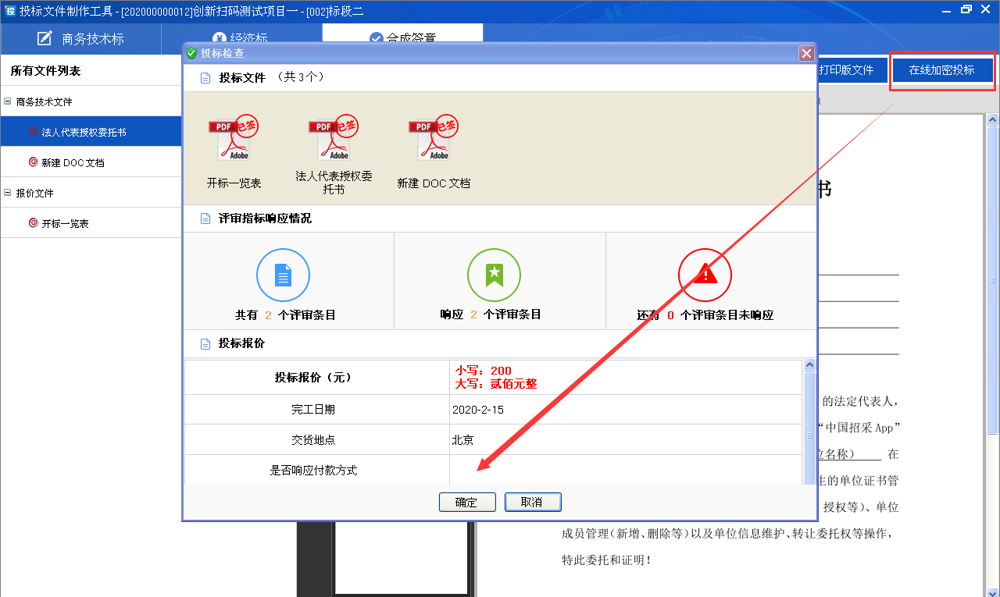 投 投标文件制作工具 - [202000000012]创新扫码测试项目一 - [002]标段二
商务技术标
¥ 经济标
合成签章
投标检查
所有文件列表
打印版文件
在线加密投标
投标文件 （共 3 个）
商务技术文件
法人代表授权委托书
新建 DOC 文档
报价文件
开标一览表
PDF 已签 Adobe
PDF 已签 Adobe
PDF 已签 Adobe
开标一览表
法人代表授权委
托书
新建 DOC 文档
书
评审指标响应情况
共有 2 个评审条目
响应 2 个评审条目
还有 0 个评审条目未响应
投标报价
投标报价（元）
小写：200
大写：贰佰元整
完工日期
2020-2-15
交货地点
北京
是否响应付款方式
确定
取消
的法定代表人，
“中国招采 App”
位名称） 在
生的单位证书管
授权等）、单位
成员管理（新增、删除等）以及单位信息维护、转让委托权等操作，
特此委托和证明！